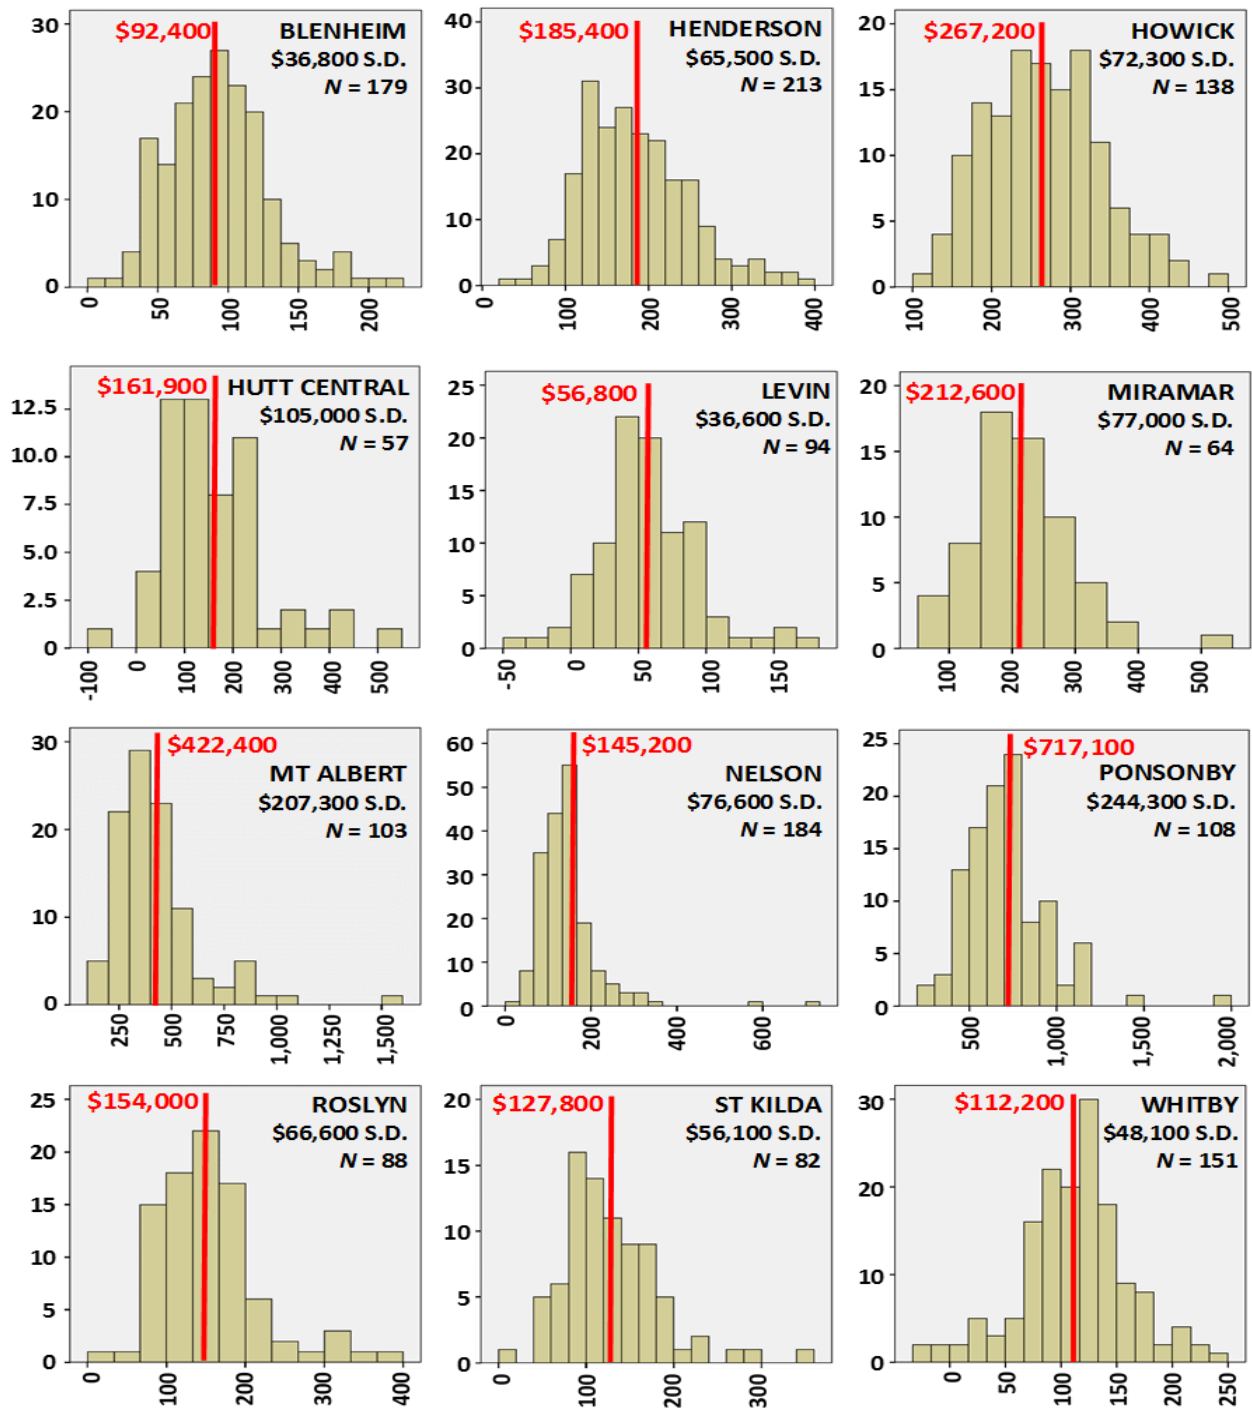 $92,400
BLENHEIM
$36,800 S.D.
N = 179
30
20
10
0
0 50 100 150 200
$185,400
HENDERSON
$65,500 S.D.
N = 213
40
30
20
10
0
0 100 200 300 400
$267,200
HOWICK
$72,300 S.D.
N = 138
20
15
10
5
0
100 200 300 400 500
$161,900
HUTT CENTRAL
$105,000 S.D.
N = 57
12.5
10.0
7.5
5.0
2.5
0
-100 0 100 200 300 400 500
$56,800
LEVIN
$36,600 S.D.
N = 94
25
20
15
10
5
0
-50 0 50 100 150
$212,600
MIRAMAR
$77,000 S.D.
N = 64
20
15
10
5
0
100 200 300 400 500
$422,400
MT ALBERT
$207,300 S.D.
N = 103
30
20
10
0
250 500 750 1,000 1,250 1,500
$145,200
NELSON
$76,600 S.D.
N = 184
60
50
40
30
20
10
0
0 200 400 600
$717,100
PONSONBY
$244,300 S.D.
N = 108
25
20
15
10
5
0
500 1,000 1,500 2,000
$154,000
ROSLYN
$66,600 S.D.
N = 88
25
20
15
10
5
0
0 100 200 300 400
$127,800
ST KILDA
$56,100 S.D.
N = 82
20
15
10
5
0
0 100 200 300
$112,200
WHITBY
$48,100 S.D.
N = 151
30
20
10
0
0 50 100 150 200 250